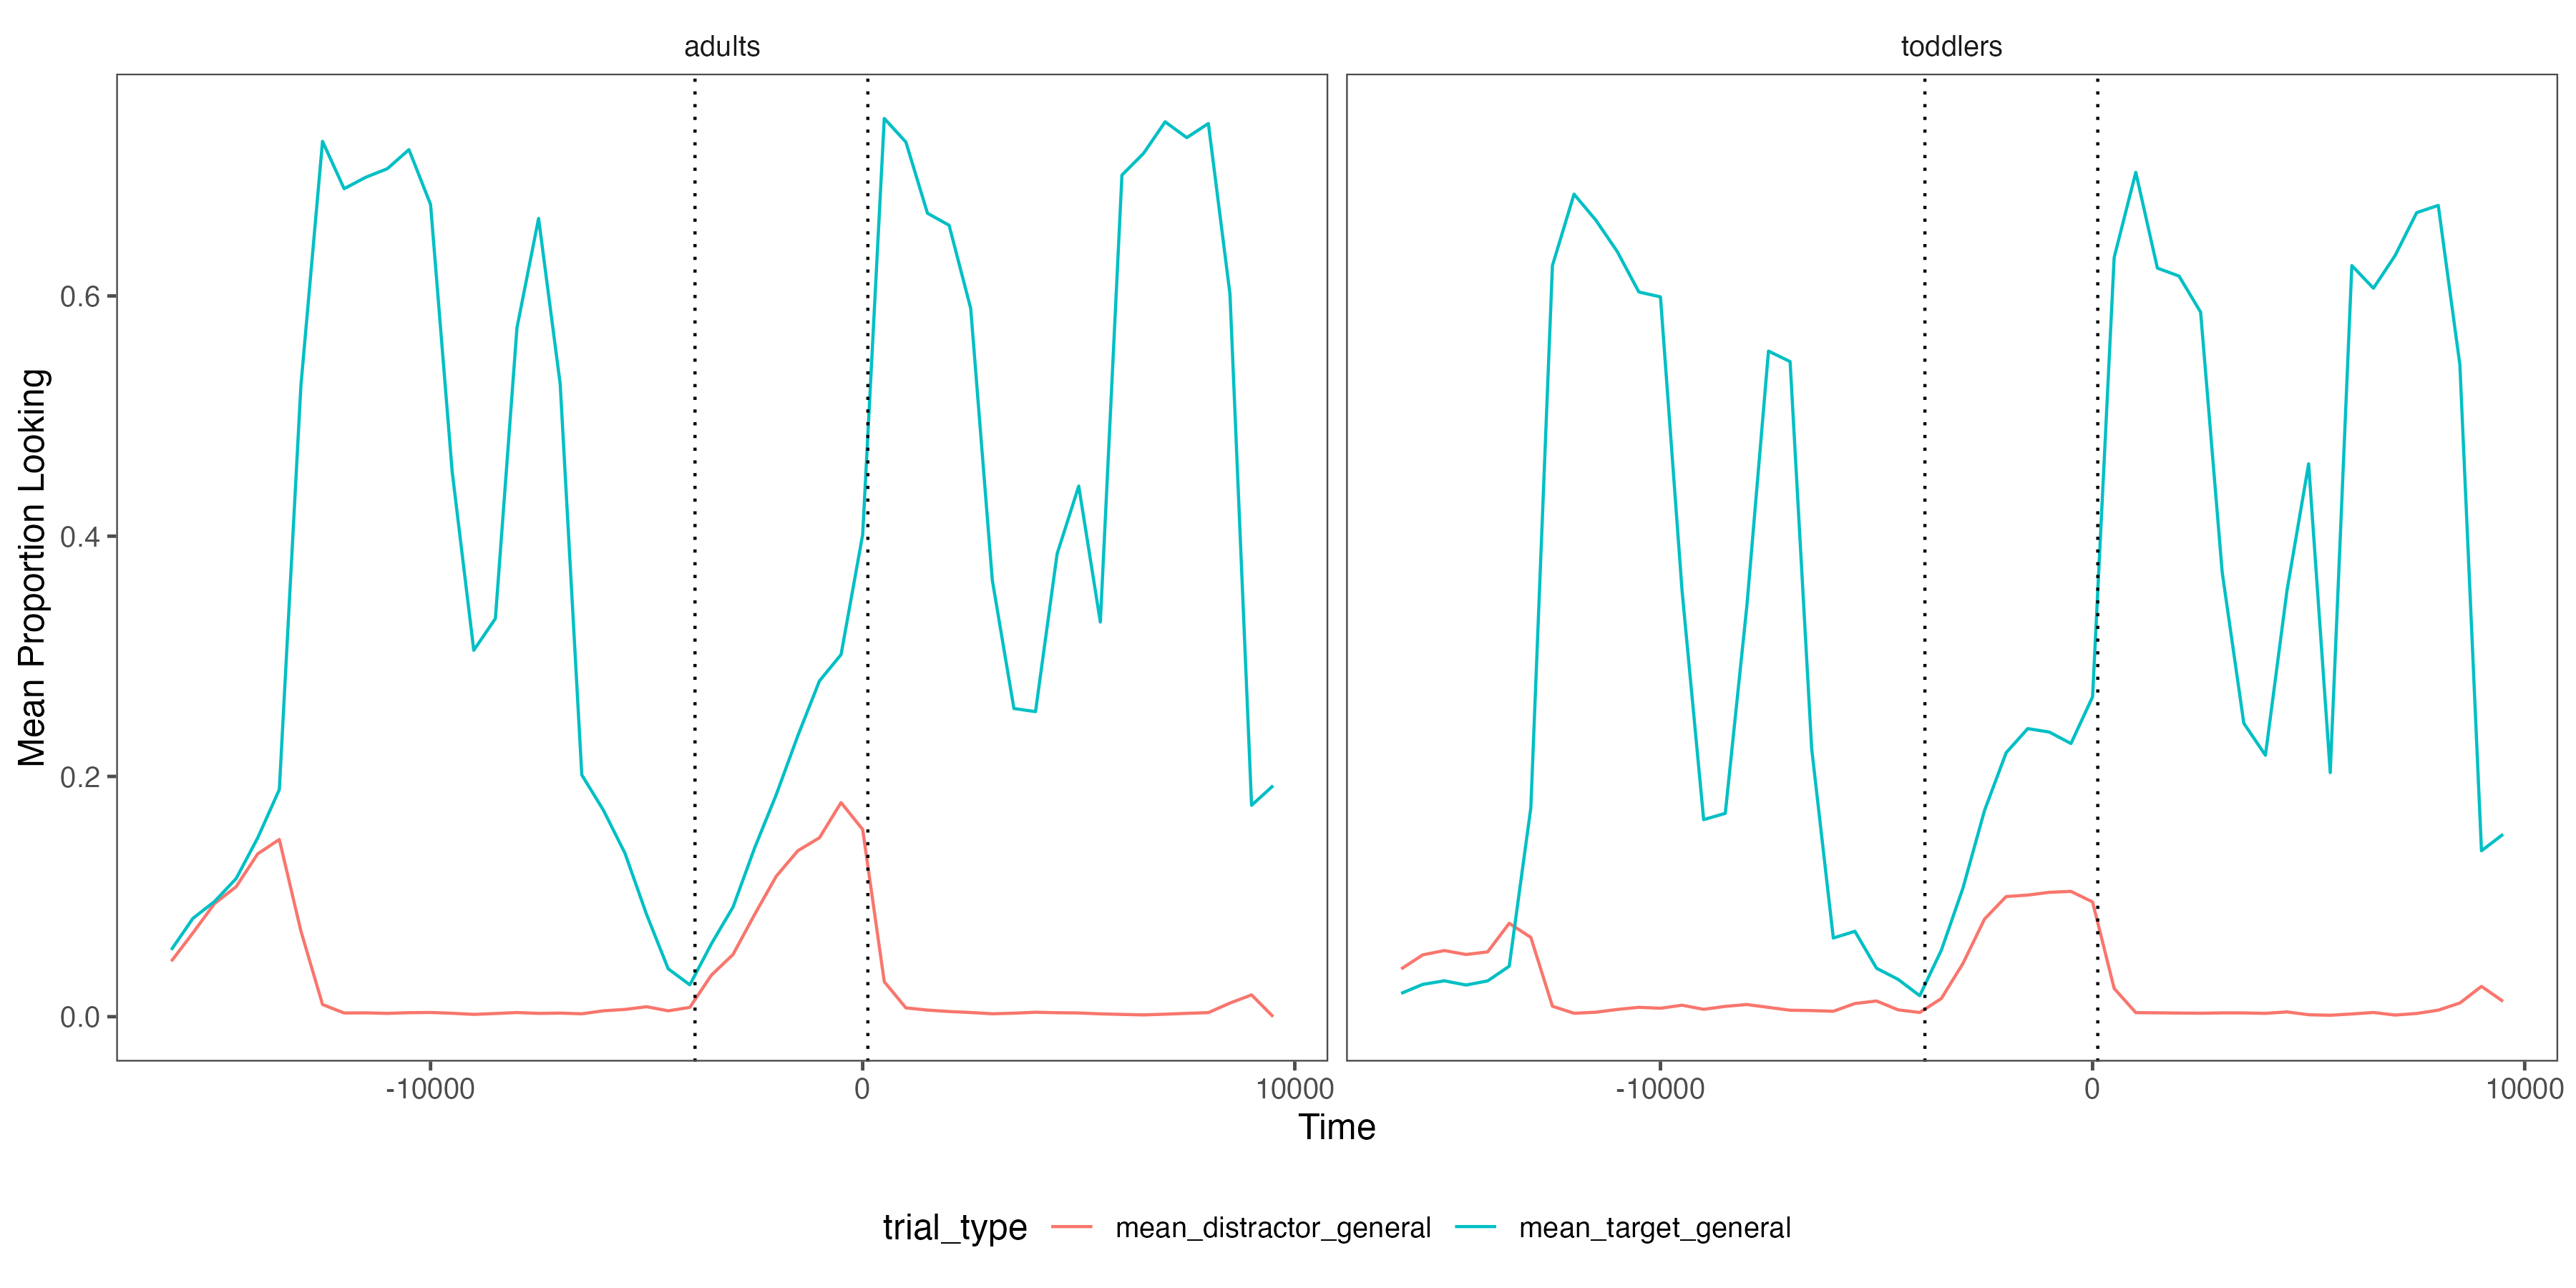 adults
toddlers
Mean Proportion Looking
0.6
0.4
0.2
0.0
-10000 0 10000
-10000 0 10000
Time
trial_type mean_distractor_general mean_target_general